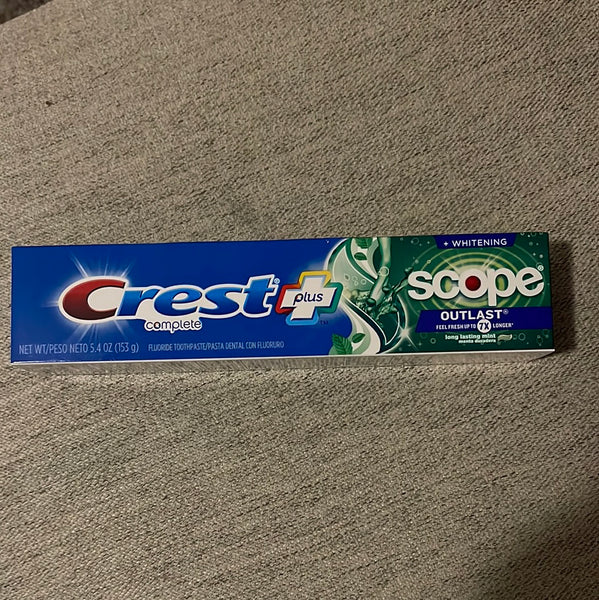 Crest® plus™
complete
NET WT/PESO NETO 5.4 OZ (153 g) FLUORIDE TOOTHPASTE/PASTA DENTAL CON FLUORURO
+ WHITENING
scope®
OUTLAST®
FEEL FRESH UP TO 7X LONGER*
long lasting mint
menta duradera